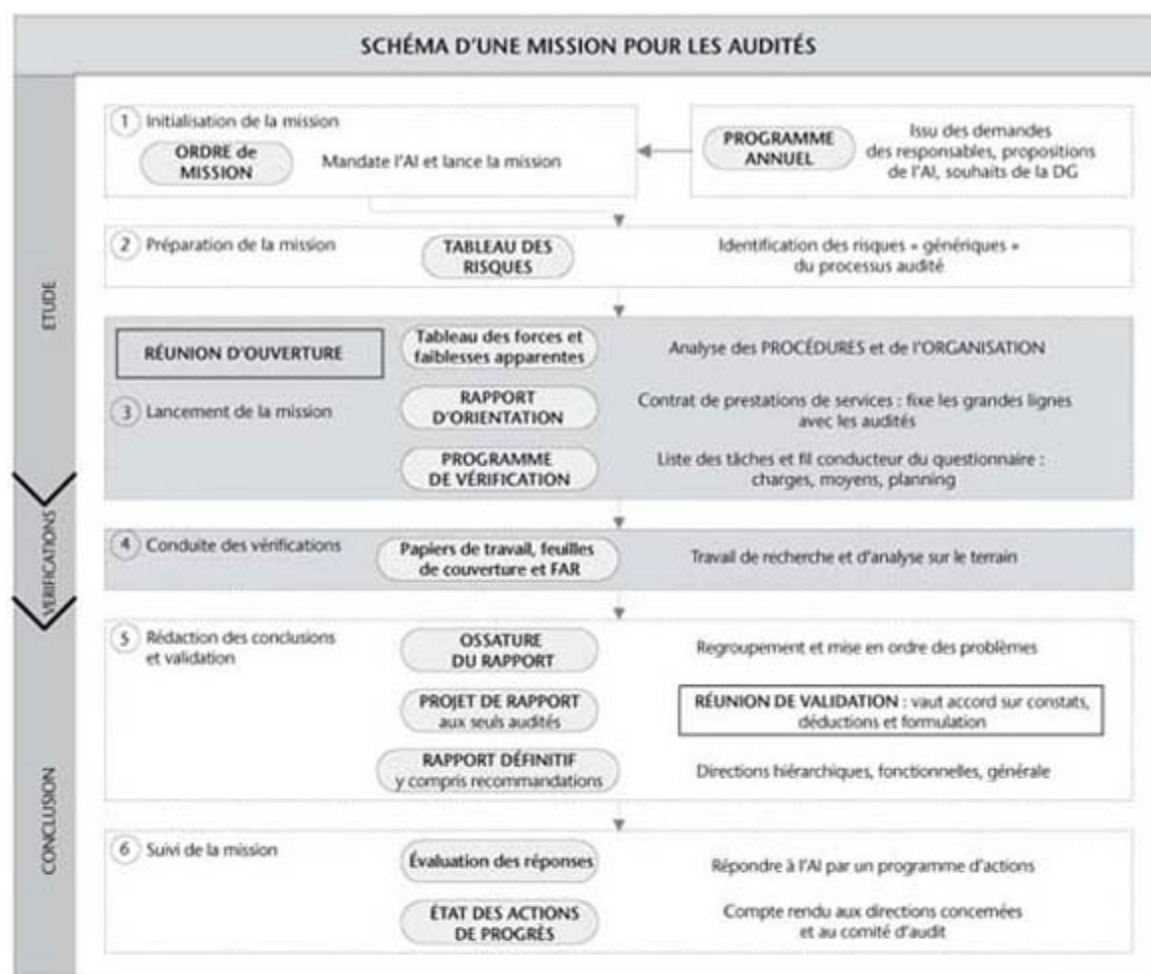 SCHÉMA D'UNE MISSION POUR LES AUDITÉS
ETUDE
1 Initialisation de la mission
ORDRE de
MISSION
Mandate l'AI et lance la mission
PROGRAMME
ANNUEL
Issu des demandes
des responsables, propositions
de l'AI, souhaits de la DG
2 Préparation de la mission
TABLEAU DES
RISQUES
Identification des risques « génériques »
du processus audité
RÉUNION D'OUVERTURE
Tableau des forces et
faiblesses apparentes
Analyse des PROCÉDURES et de l'ORGANISATION
3 Lancement de la mission
RAPPORT
D'ORIENTATION
Contrat de prestations de services : fixe les grandes lignes
avec les audités
PROGRAMME
DE VÉRIFICATION
Liste des tâches et fil conducteur du questionnaire :
charges, moyens, planning
VERIFICATIONS
4 Conduite des vérifications
Papiers de travail, feuilles
de couverture et FAR
Travail de recherche et d'analyse sur le terrain
CONCLUSION
5 Rédaction des conclusions
et validation
OSSATURE
DU RAPPORT
Regroupement et mise en ordre des problèmes
PROJET DE RAPPORT
aux seuls audités
RÉUNION DE VALIDATION : vaut accord sur constats,
déductions et formulation
RAPPORT DÉFINITIF
y compris recommandations
Directions hiérarchiques, fonctionnelles, générale
6 Suivi de la mission
Évaluation des réponses
Répondre à l'AI par un programme d'actions
ÉTAT DES ACTIONS
DE PROGRÈS
Compte rendu aux directions concernées
et au comité d'audit